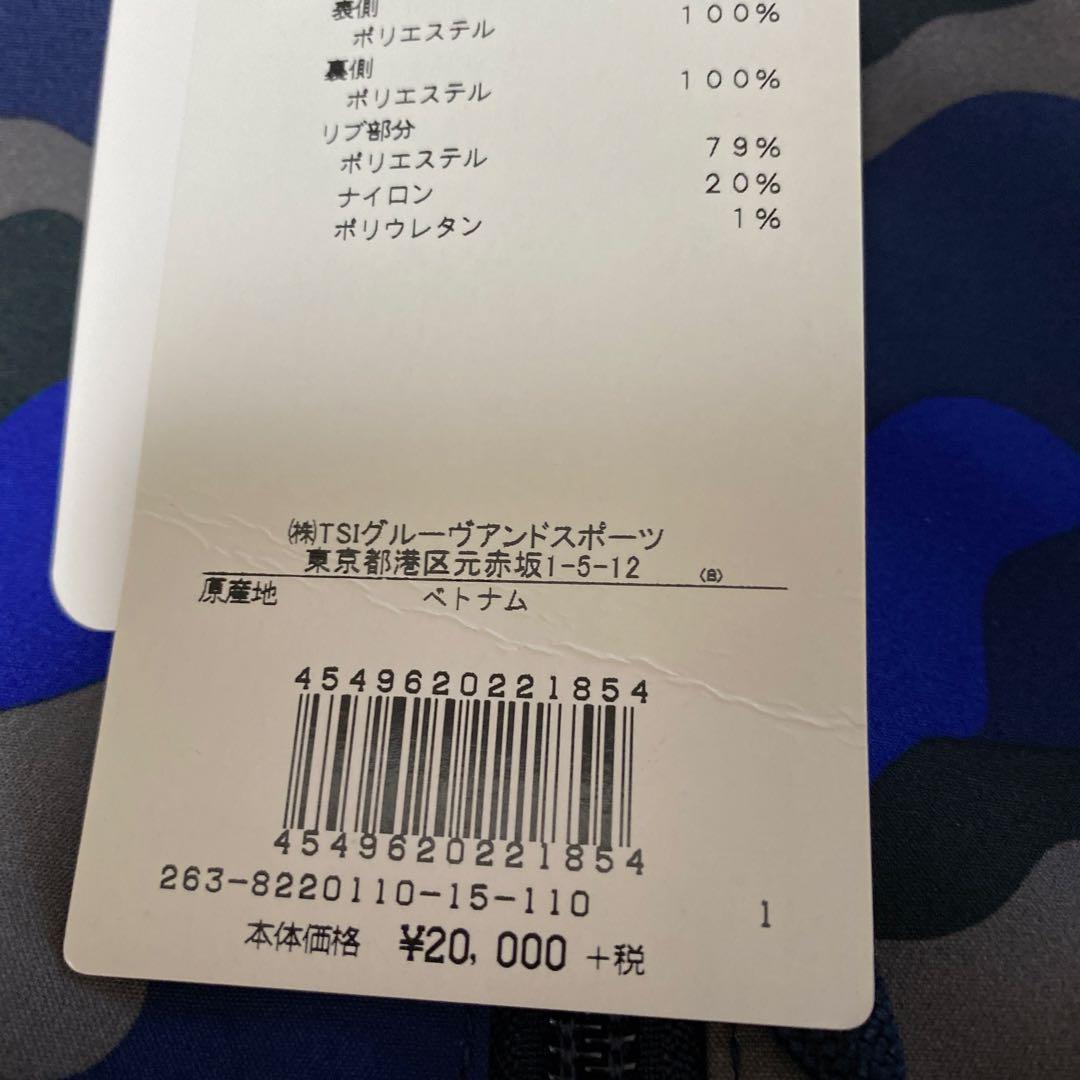 裏側
ポリエステル 100%
裏側
ポリエステル 100%
リブ部分
ポリエステル 79%
ナイロン 20%
ポリウレタン 1%
㈱TSIグルーヴアンドスポーツ
東京都港区元赤坂1-5-12
原産地 ベトナム
4549620221854
4549620221854
263-8220110-15-110 1
本体価格 ¥20,000 +税